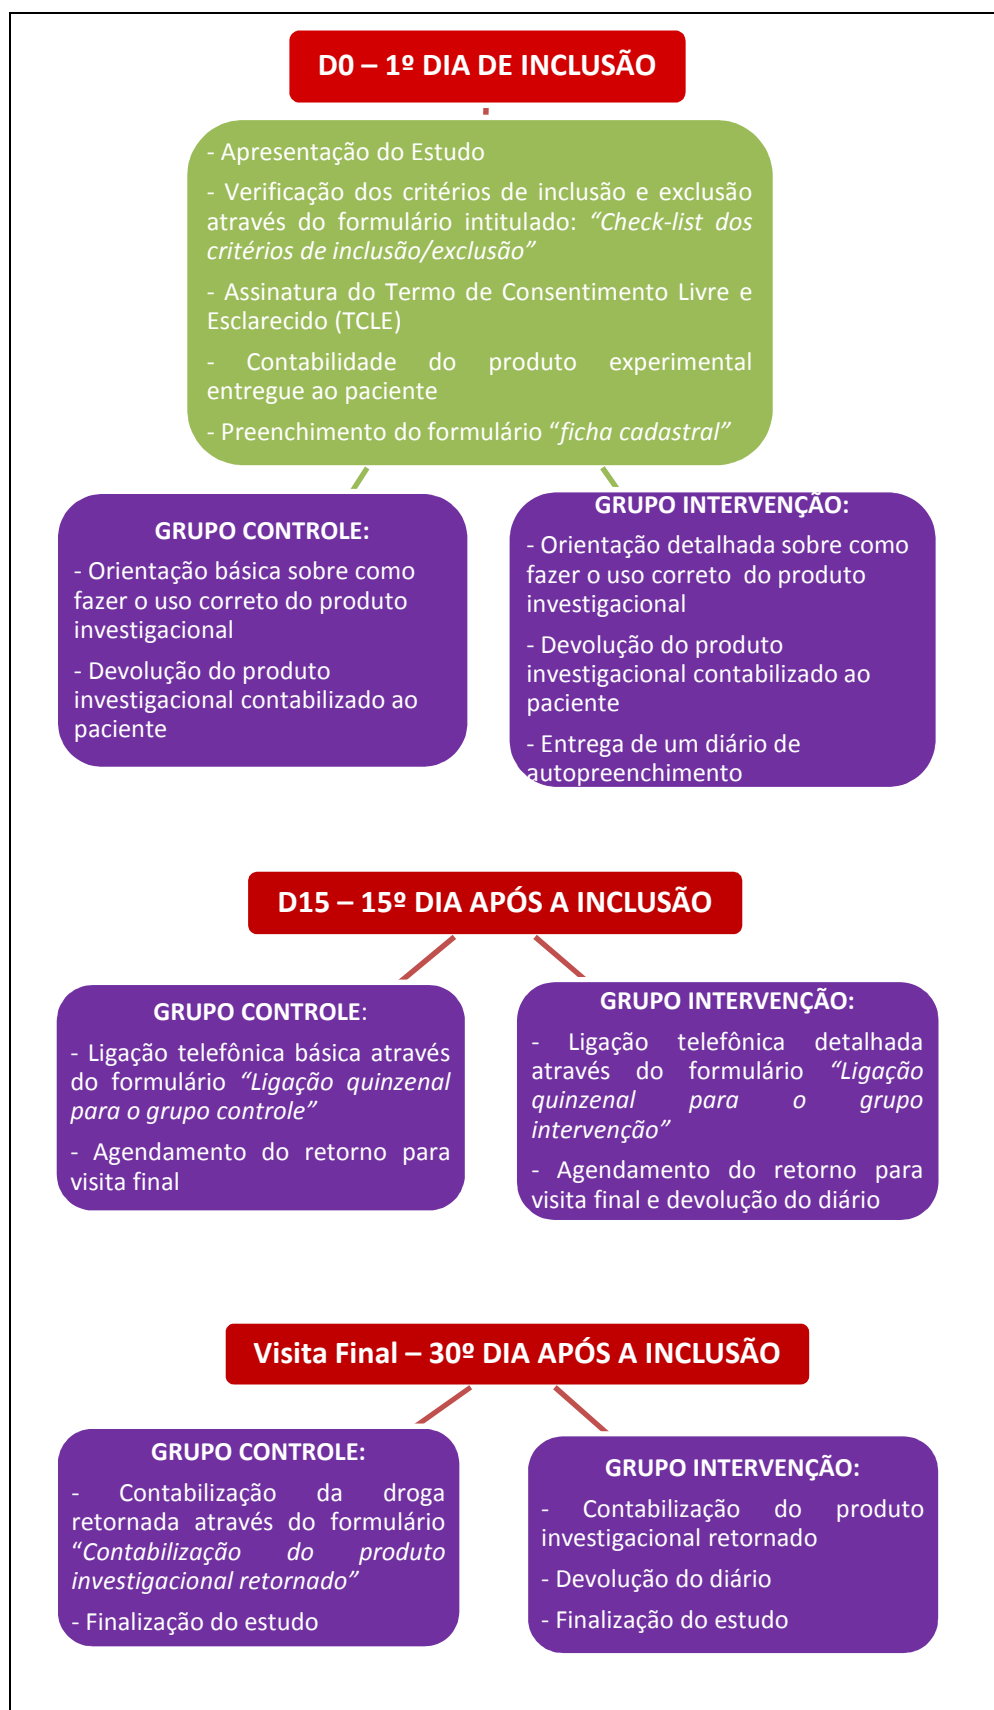 D0 – 1º DIA DE INCLUSÃO
- Apresentação do Estudo
- Verificação dos critérios de inclusão e exclusão
através do formulário intitulado: “Check-list dos
critérios de inclusão/exclusão”
- Assinatura do Termo de Consentimento Livre e
Esclarecido (TCLE)
- Contabilidade do produto experimental
entregue ao paciente
- Preenchimento do formulário “ficha cadastral”
GRUPO CONTROLE:
- Orientação básica sobre como
fazer o uso correto do produto
investigacional
- Devolução do produto
investigacional contabilizado ao
paciente
GRUPO INTERVENÇÃO:
- Orientação detalhada sobre como
fazer o uso correto do produto
investigacional
- Devolução do produto
investigacional contabilizado ao
paciente
- Entrega de um diário de
autopreenchimento
D15 – 15º DIA APÓS A INCLUSÃO
GRUPO CONTROLE:
- Ligação telefônica básica através
do formulário “Ligação quinzenal
para o grupo controle”
- Agendamento do retorno para
visita final
GRUPO INTERVENÇÃO:
- Ligação telefônica detalhada
através do formulário “Ligação
quinzenal para o grupo
intervenção”
- Agendamento do retorno para
visita final e devolução do diário
Visita Final – 30º DIA APÓS A INCLUSÃO
GRUPO CONTROLE:
- Contabilização da droga
retornada através do formulário
“Contabilização do produto
investigacional retornado”
- Finalização do estudo
GRUPO INTERVENÇÃO:
- Contabilização do produto
investigacional retornado
- Devolução do diário
- Finalização do estudo